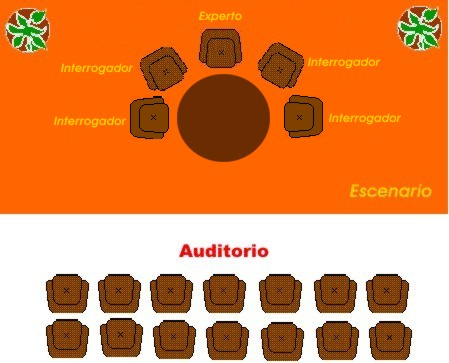 Experto
Interrogador
Interrogador
Interrogador
Interrogador
Escenario
Auditorio